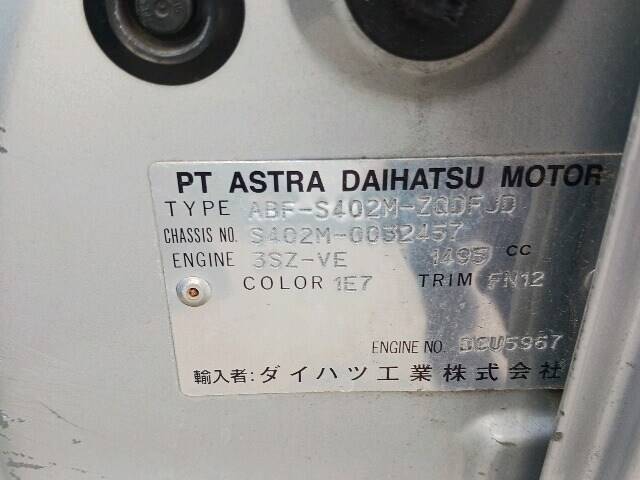 PT ASTRA DAIHATSU MOTOR
TYPE ABF-S402M-ZQDFJD
CHASSIS NO. S402M-0032457
ENGINE 3SZ-VE 1495 CC
COLOR 1E7 TRIM FN12
ENGINE NO. DCU5967
輸入者: ダイハツ工業株式会社